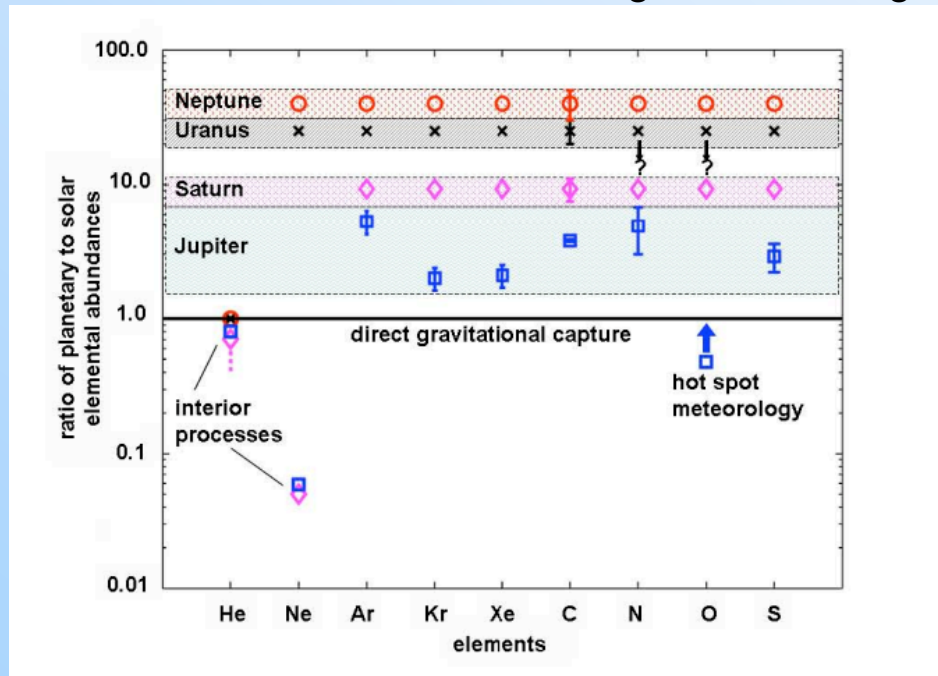 100.0
Neptune
Uranus
10.0
Saturn
Jupiter
1.0
direct gravitational capture
hot spot
meteorology
interior
processes
0.1
0.01
? ?
ratio of planetary to solar
elemental abundances
He Ne Ar Kr Xe C N O S
elements